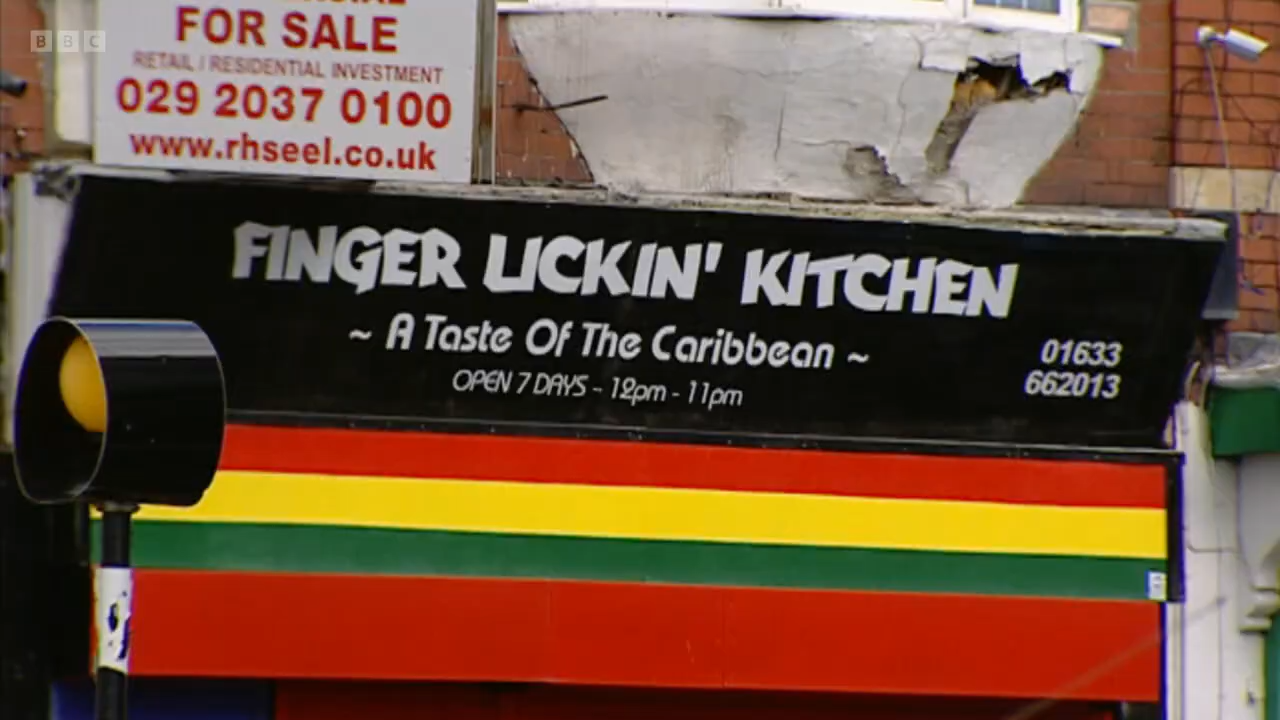 BBC
FOR SALE
RETAIL / RESIDENTIAL INVESTMENT
029 2037 0100
www.rhseel.co.uk
FINGER LICKIN' KITCHEN
~ A Taste Of The Caribbean ~
OPEN 7 DAYS - 12pm - 11pm
01633
662013